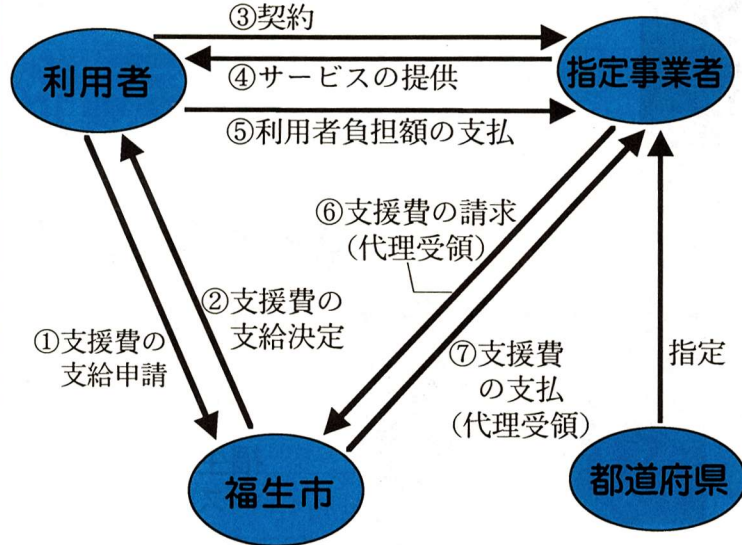 ③契約
利用者
指定事業者
④サービスの提供
⑤利用者負担額の支払
⑥支援費の請求
(代理受領)
②支援費の
支給決定
①支援費の
支給申請
⑦支援費
の支払
(代理受領)
指定
福生市
都道府県